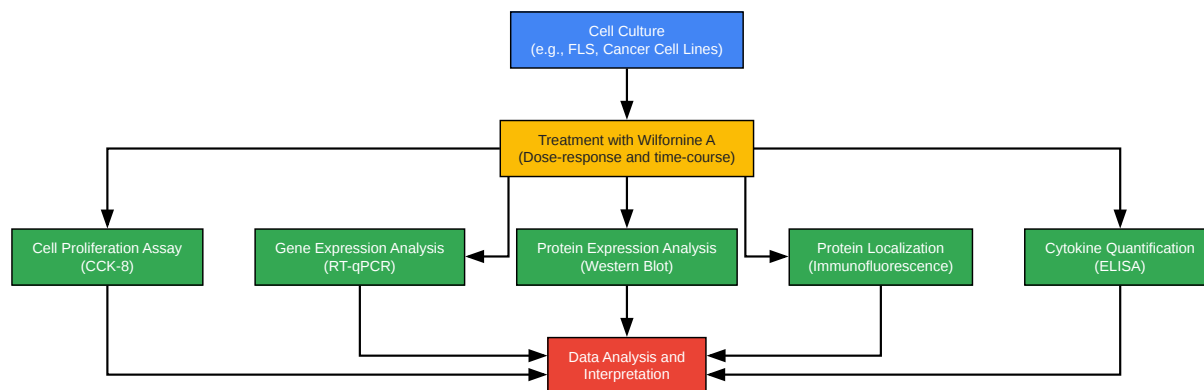 Cell Culture
(e.g., FLS, Cancer Cell Lines)
Treatment with Wilfornine A
(Dose-response and time-course)
Cell Proliferation Assay
(CCK-8)
Gene Expression Analysis
(RT-qPCR)
Protein Expression Analysis
(Western Blot)
Protein Localization
(Immunofluorescence)
Cytokine Quantification
(ELISA)
Data Analysis and
Interpretation